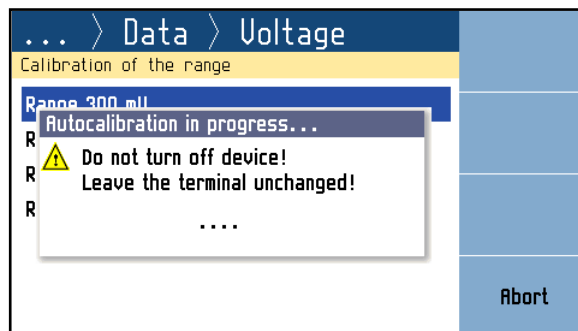 ... > Data > Voltage
Calibration of the range
Range 300 mV
Autocalibration in progress...
R
Do not turn off device!
R
Leave the terminal unchanged!
R
....
Abort